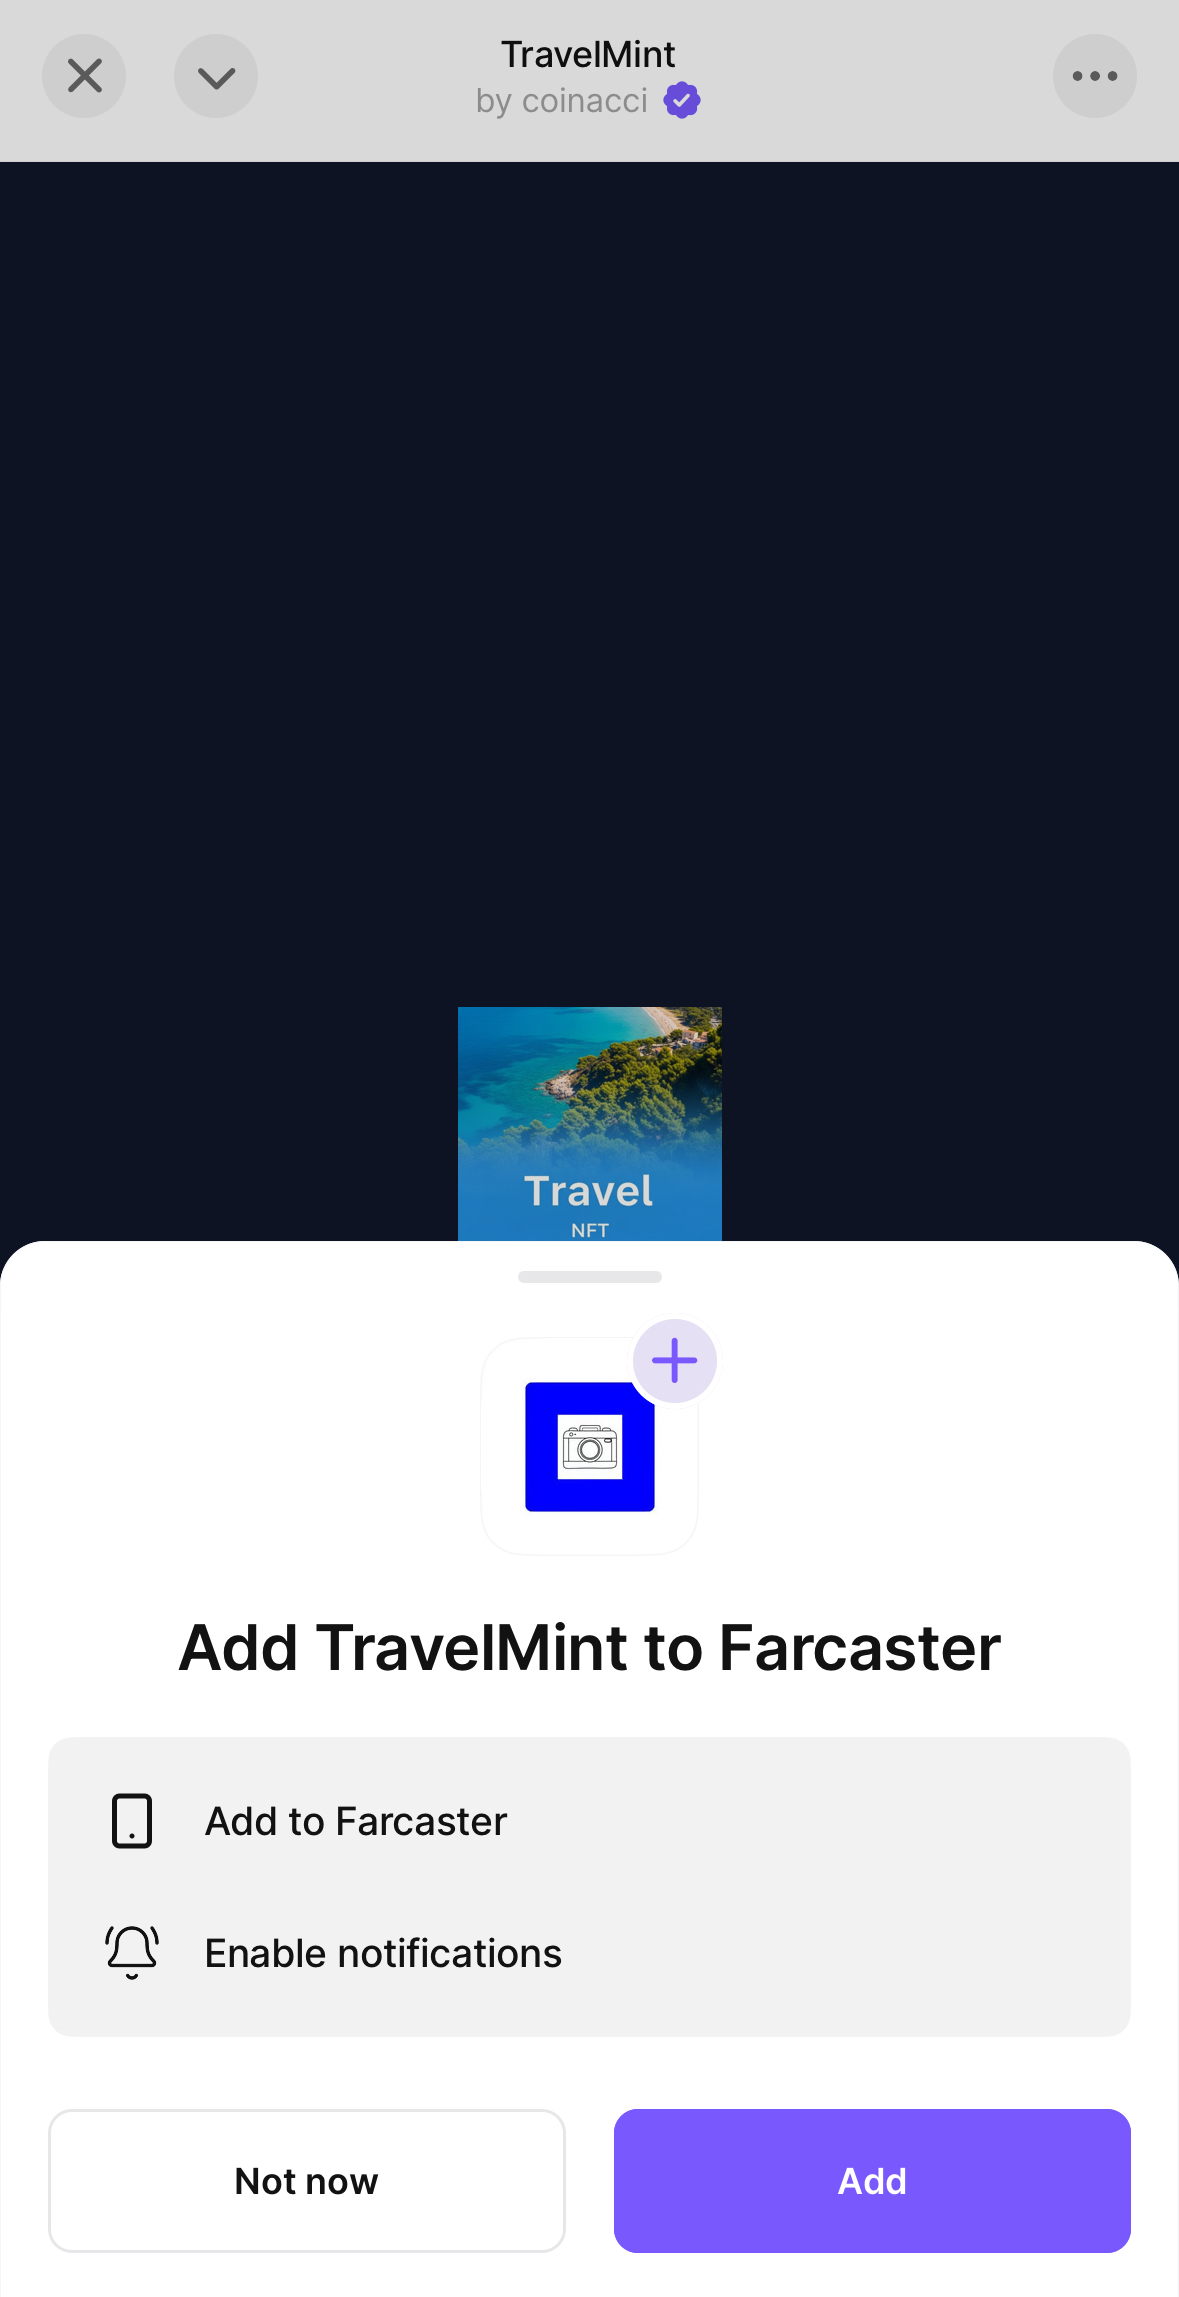 TravelMint
by coinacci
Travel
NFT
Add TravelMint to Farcaster
Add to Farcaster
Enable notifications
Not now
Add